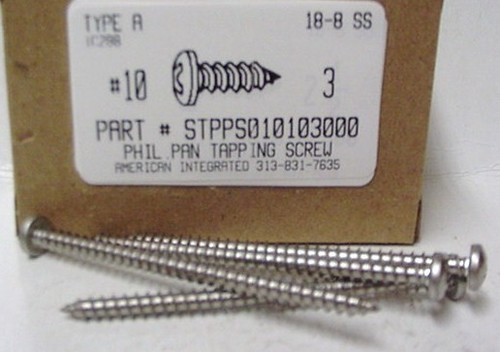 TYPE A
18-8 SS
#10
3
PART # STPPS010103000
PHIL.PAN TAPPING SCREW
AMERICAN INTEGRATED 313-831-7635